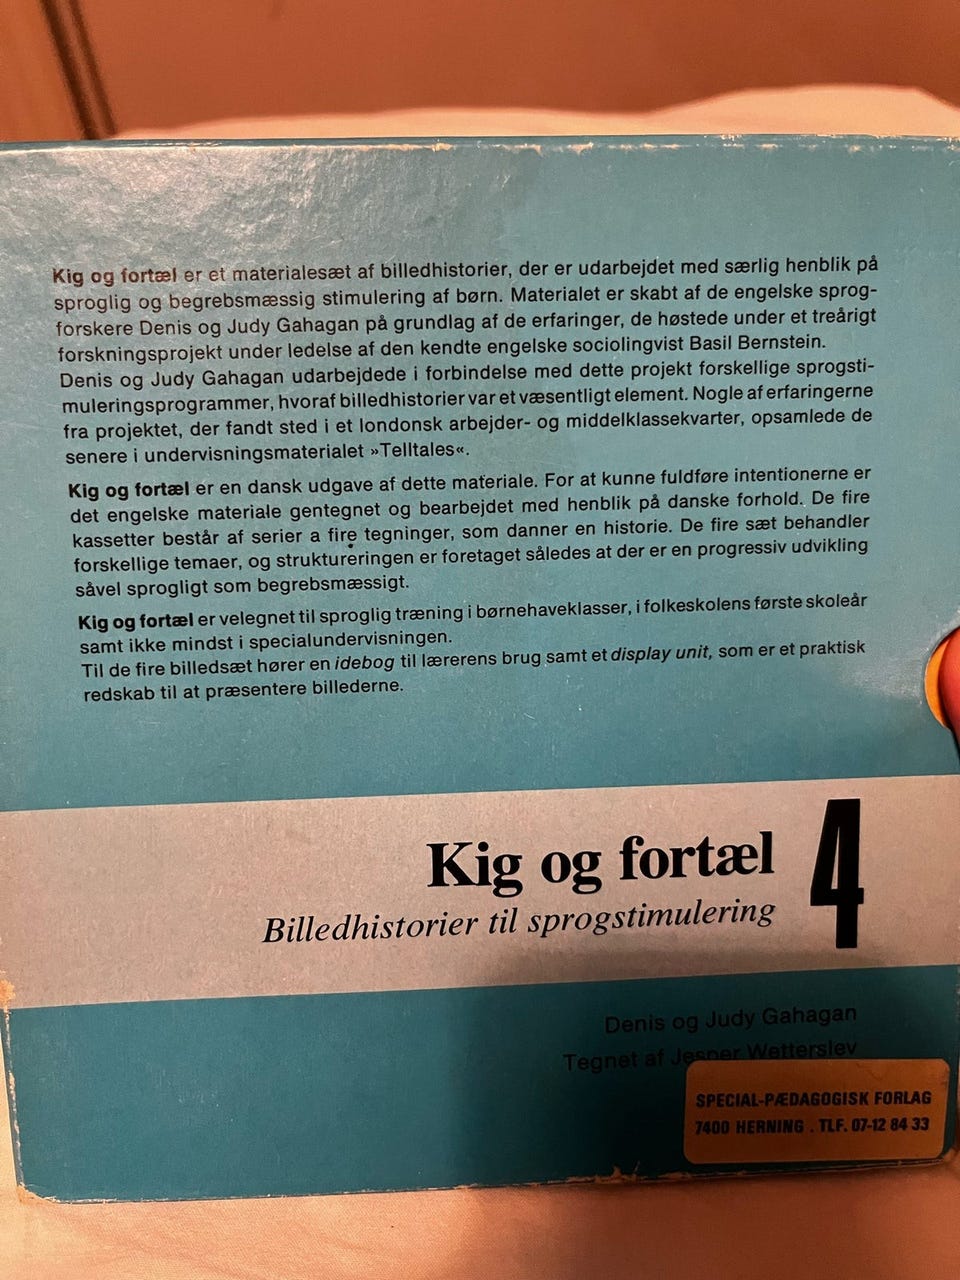 Kig og fortæl er et materialesæt af billedhistorier, der er udarbejdet med særlig henblik på
sproglig og begrebsmæssig stimulering af børn. Materialet er skabt af de engelske sprog-
forskere Denis og Judy Gahagan på grundlag af de erfaringer, de høstede under et treårigt
forskningsprojekt under ledelse af den kendte engelske sociolingvist Basil Bernstein.
Denis og Judy Gahagan udarbejdede i forbindelse med dette projekt forskellige sprogsti-
muleringsprogrammer, hvoraf billedhistorier var et væsentligt element. Nogle af erfaringerne
fra projektet, der fandt sted i et londonsk arbejder- og middelklassekvarter, opsamlede de
senere i undervisningsmaterialet »Telltales«.
Kig og fortæl er en dansk udgave af dette materiale. For at kunne fuldføre intentionerne er
det engelske materiale gentegnet og bearbejdet med henblik på danske forhold. De fire
kassetter består af serier a fire tegninger, som danner en historie. De fire sæt behandler
forskellige temaer, og struktureringen er foretaget således at der er en progressiv udvikling
såvel sprogligt som begrebsmæssigt.
Kig og fortæl er velegnet til sproglig træning i børnehaveklasser, i folkeskolens første skoleår
samt ikke mindst i specialundervisningen.
Til de fire billedsæt hører en idebog til lærerens brug samt et display unit, som er et praktisk
redskab til at præsentere billederne.
Kig og fortæl 4
Billedhistorier til sprogstimulering
Denis og Judy Gahagan
Tegnet af Jesper Wetterslev
SPECIAL-PÆDAGOGISK FORLAG
7400 HERNING . TLF. 07-12 84 33